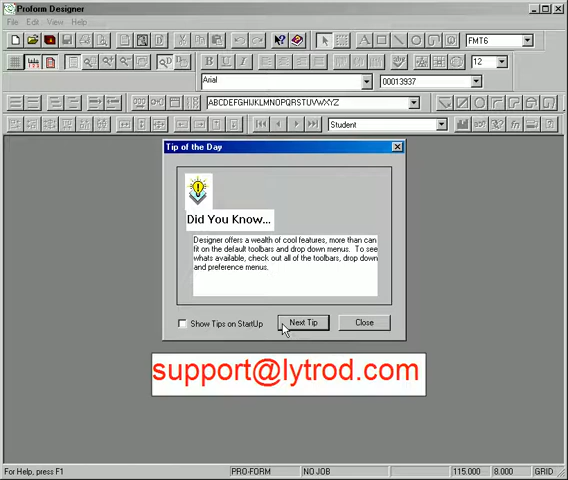 Proform Designer
File Edit View Help
FMT6
B U I
12
Arial
00013937
ABCDEFGHIJKLMNOPQRSTUVWXYZ
Student
Tip of the Day
Did You Know...
Designer offers a wealth of cool features, more than can
fit on the default toolbars and drop down menus. To see
whats available, check out all of the toolbars, drop down
and preference menus.
Show Tips on StartUp
Next Tip
Close
support@lytrod.com
For Help, press F1
PRO-FORM
NO JOB
115.000
8.000
GRID